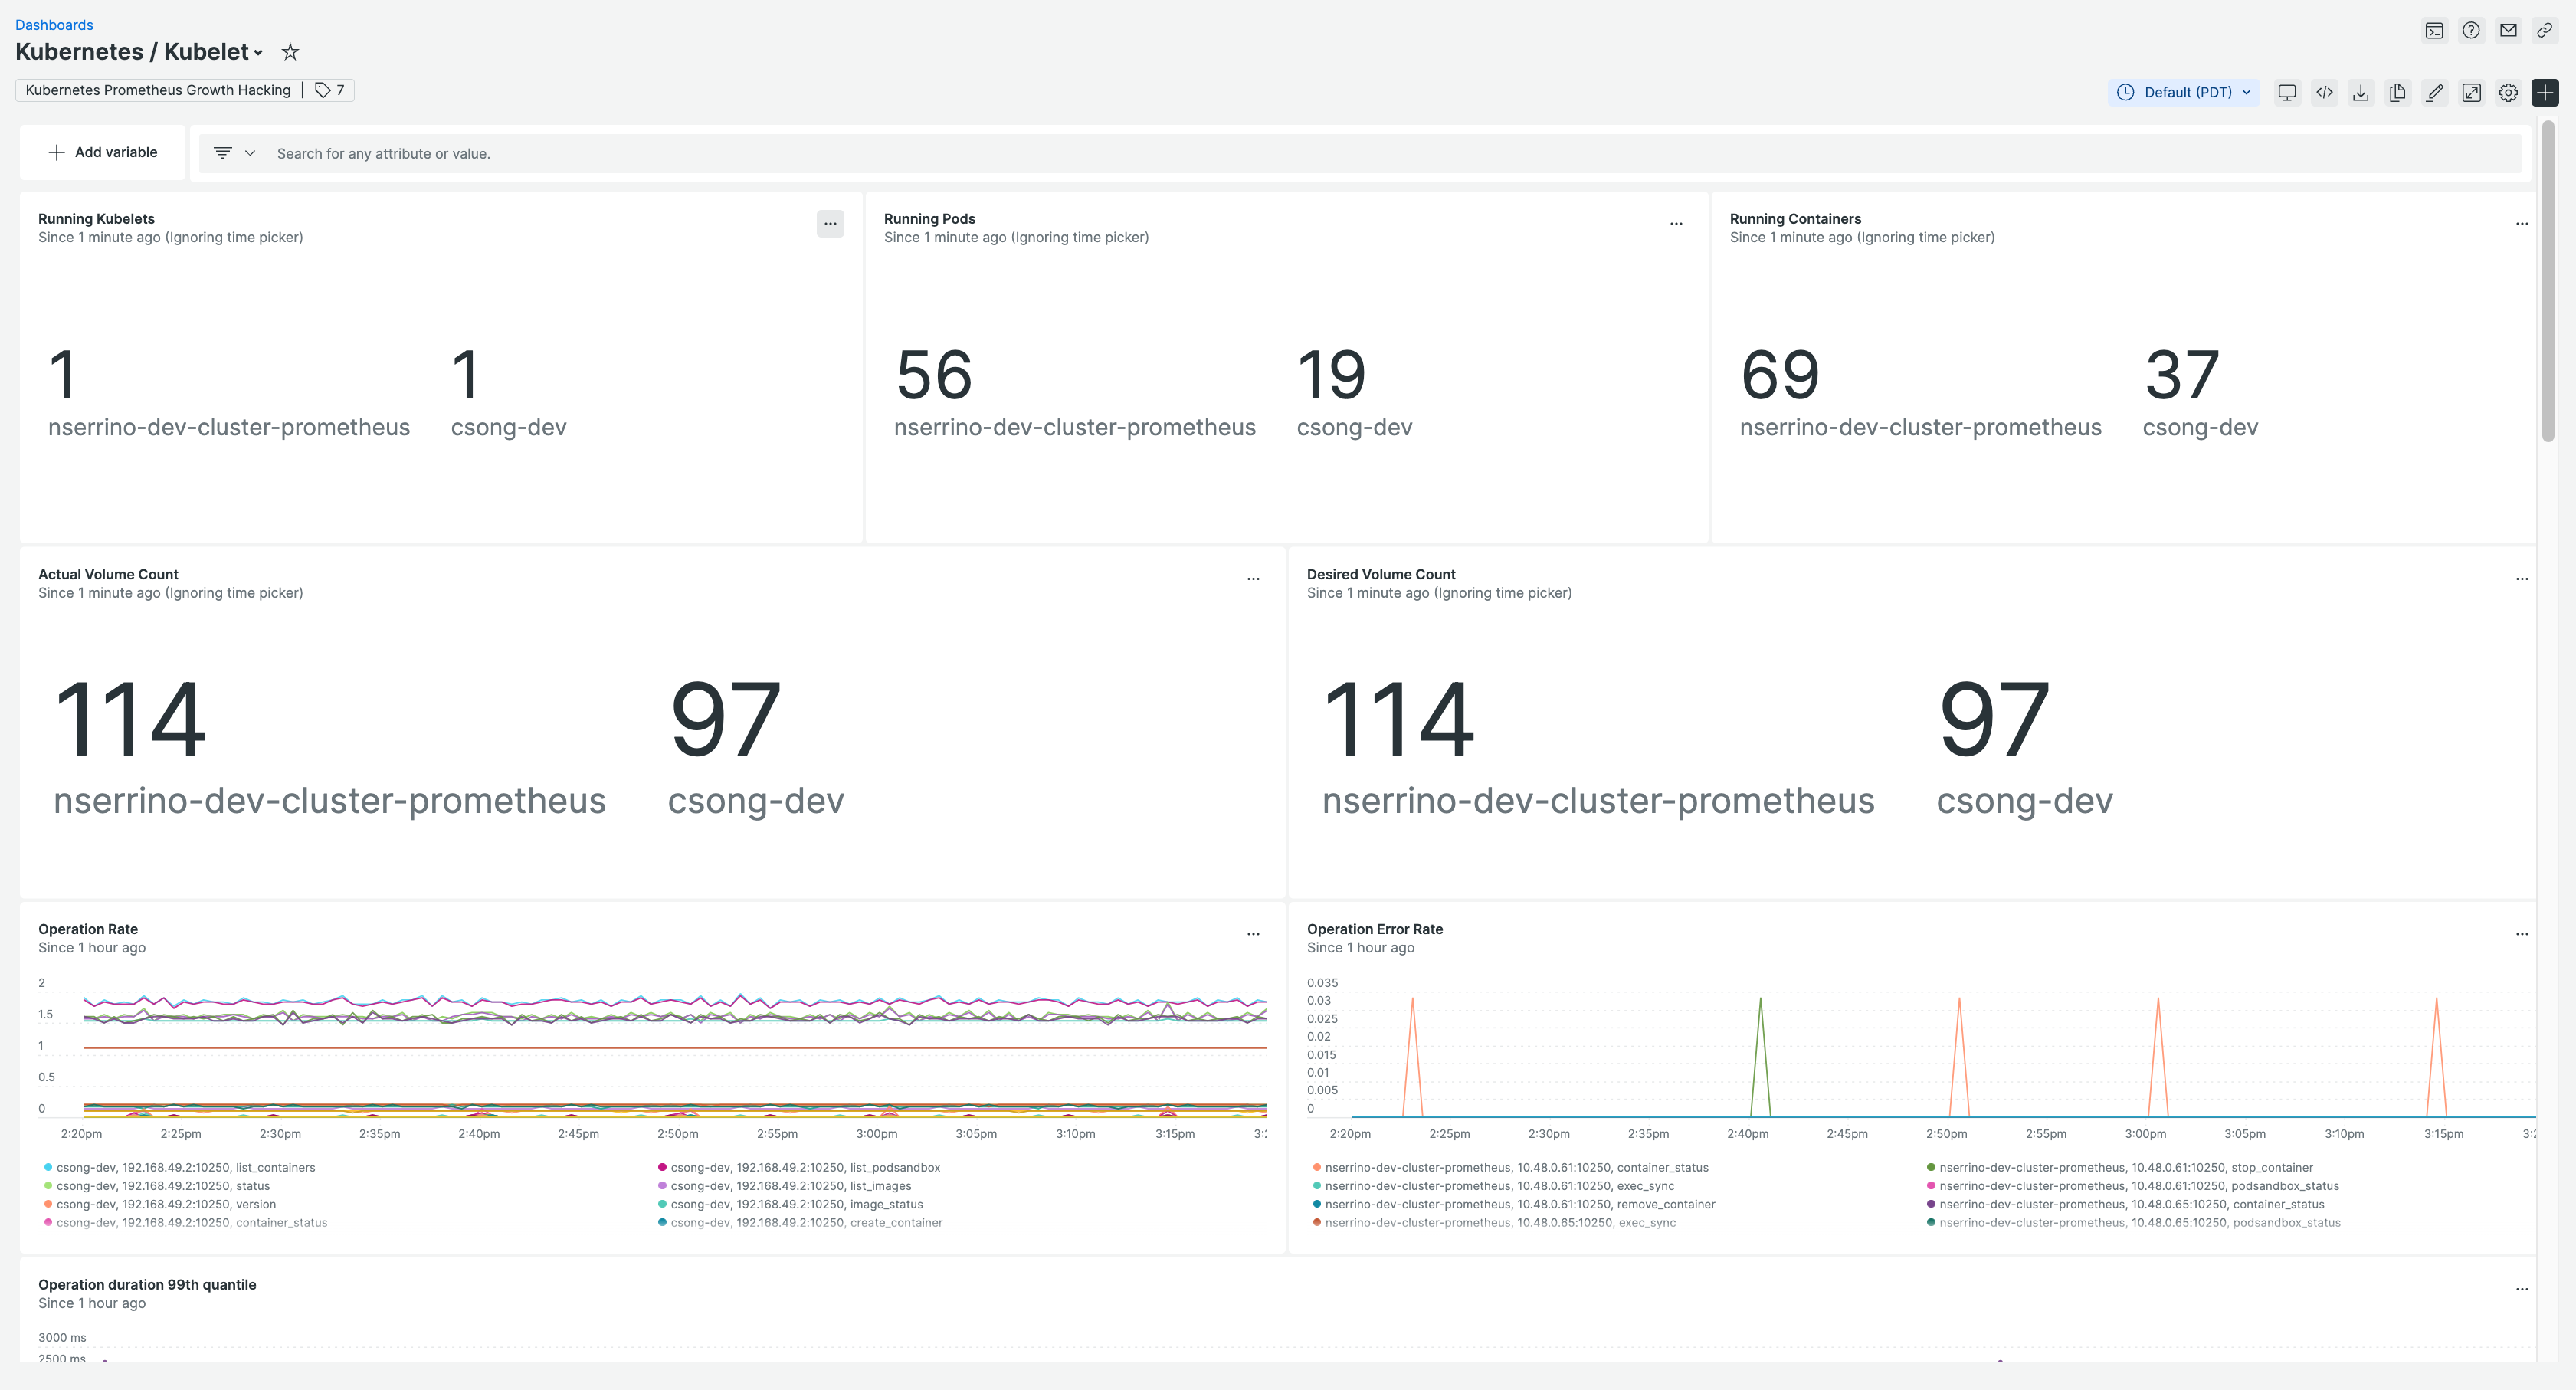 Dashboards
Kubernetes / Kubelet
Kubernetes Prometheus Growth Hacking | 7
Default (PDT)
Add variable
Search for any attribute or value.
Running Kubelets
Since 1 minute ago (Ignoring time picker)
1
nserrino-dev-cluster-prometheus
1
csong-dev
Running Pods
Since 1 minute ago (Ignoring time picker)
56
nserrino-dev-cluster-prometheus
19
csong-dev
Running Containers
Since 1 minute ago (Ignoring time picker)
69
nserrino-dev-cluster-prometheus
37
csong-dev
Actual Volume Count
Since 1 minute ago (Ignoring time picker)
114
nserrino-dev-cluster-prometheus
97
csong-dev
Desired Volume Count
Since 1 minute ago (Ignoring time picker)
114
nserrino-dev-cluster-prometheus
97
csong-dev
Operation Rate
Since 1 hour ago
2
1.5
1
0.5
0
2:20pm 2:25pm 2:30pm 2:35pm 2:40pm 2:45pm 2:50pm 2:55pm 3:00pm 3:05pm 3:10pm 3:15pm
csong-dev, 192.168.49.2:10250, list_containers
csong-dev, 192.168.49.2:10250, list_podsandbox
csong-dev, 192.168.49.2:10250, status
csong-dev, 192.168.49.2:10250, list_images
csong-dev, 192.168.49.2:10250, version
csong-dev, 192.168.49.2:10250, image_status
csong-dev, 192.168.49.2:10250, container_status
csong-dev, 192.168.49.2:10250, create_container
Operation Error Rate
Since 1 hour ago
0.035
0.03
0.025
0.02
0.015
0.01
0.005
0
2:20pm 2:25pm 2:30pm 2:35pm 2:40pm 2:45pm 2:50pm 2:55pm 3:00pm 3:05pm 3:10pm 3:15pm
nserrino-dev-cluster-prometheus, 10.48.0.61:10250, container_status
nserrino-dev-cluster-prometheus, 10.48.0.61:10250, stop_container
nserrino-dev-cluster-prometheus, 10.48.0.61:10250, exec_sync
nserrino-dev-cluster-prometheus, 10.48.0.61:10250, podsandbox_status
nserrino-dev-cluster-prometheus, 10.48.0.61:10250, remove_container
nserrino-dev-cluster-prometheus, 10.48.0.65:10250, container_status
nserrino-dev-cluster-prometheus, 10.48.0.65:10250, exec_sync
nserrino-dev-cluster-prometheus, 10.48.0.65:10250, podsandbox_status
Operation duration 99th quantile
Since 1 hour ago
3000 ms
2500 ms